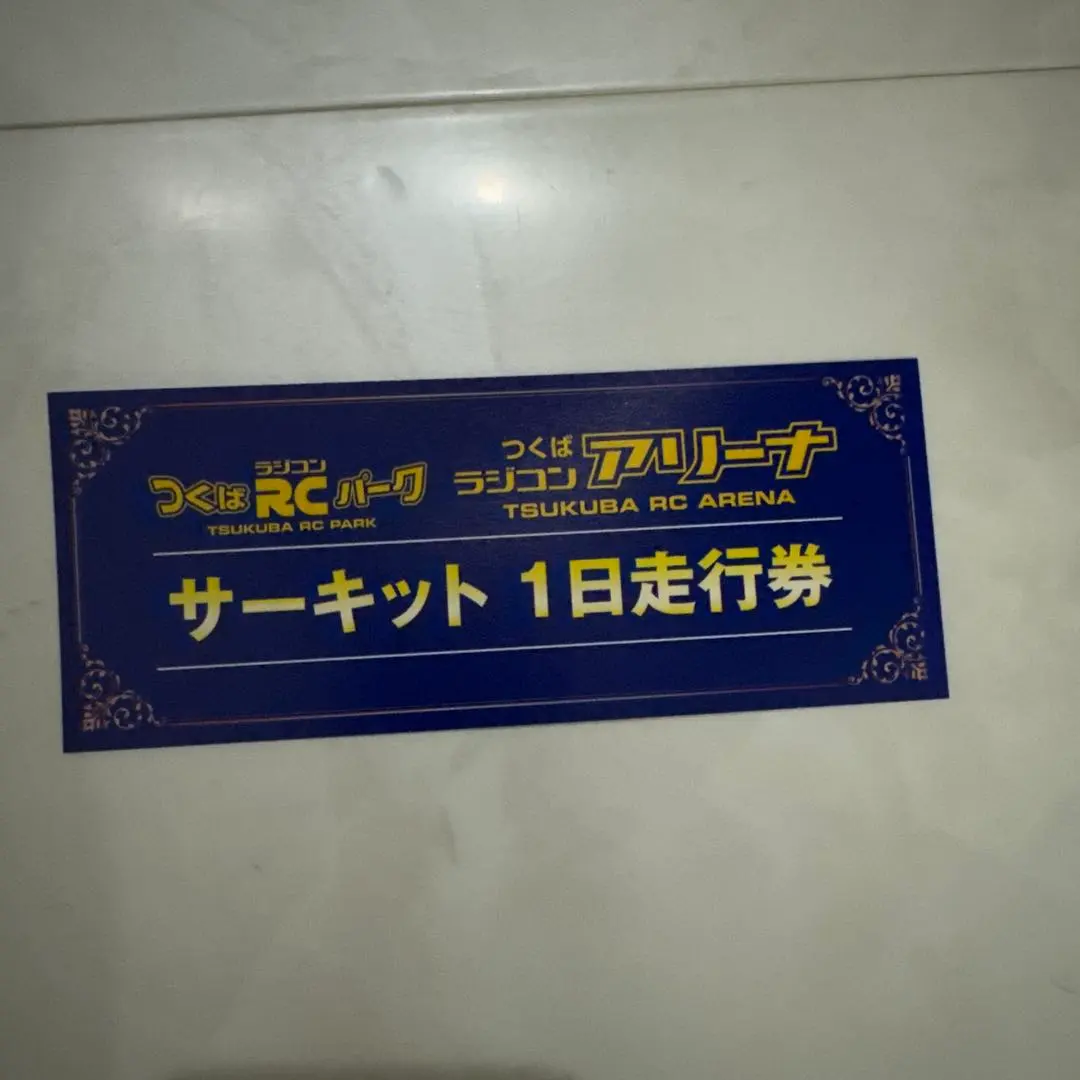 ラジコン
つくば RC パーク
TSUKUBA RC PARK
つくば
ラジコン アリーナ
TSUKUBA RC ARENA
サーキット 1日走行券